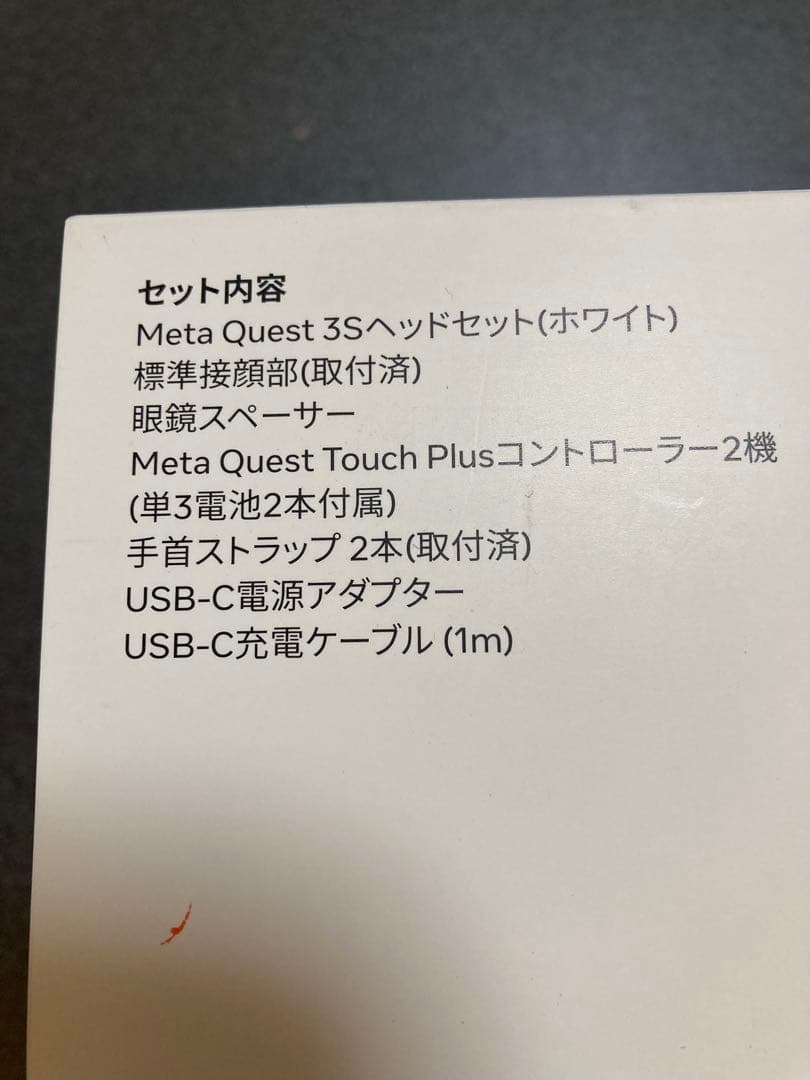 セット内容
Meta Quest 3Sヘッドセット(ホワイト)
標準接顔部(取付済)
眼鏡スペーサー
Meta Quest Touch Plusコントローラー2機
(単3電池2本付属)
手首ストラップ 2本(取付済)
USB-C電源アダプター
USB-C充電ケーブル (1m)